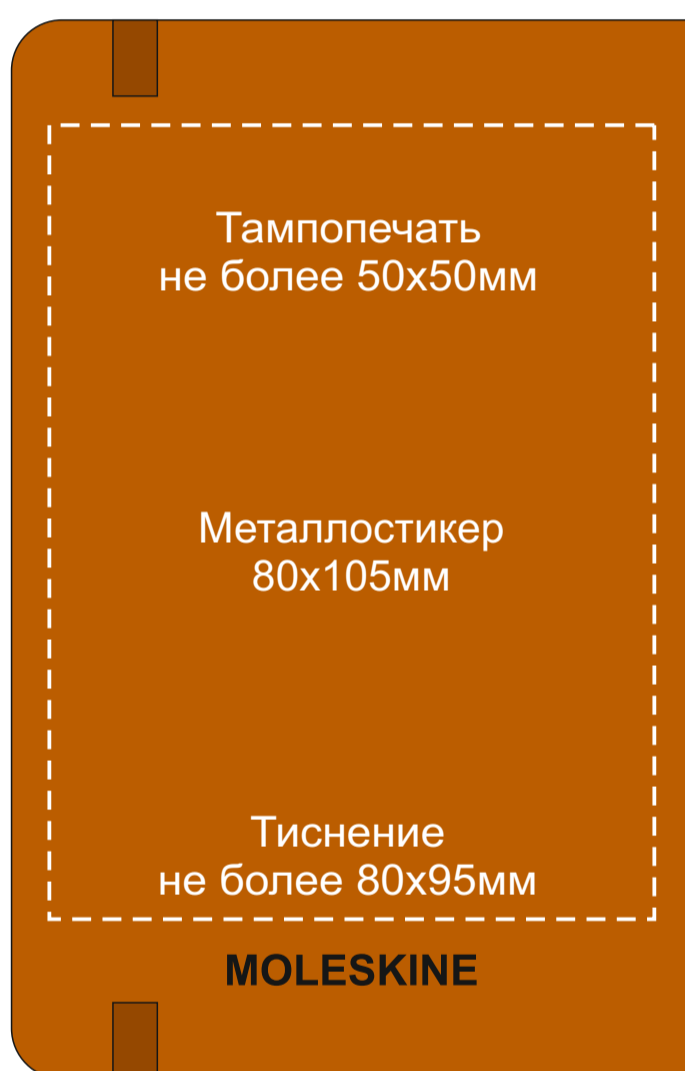 Тампопечать
не более 50х50мм
Металлостикер
80х105мм
Тиснение
не более 80х95мм
MOLESKINE